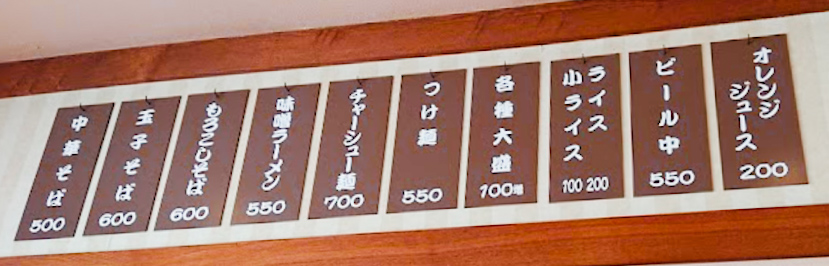 中華そば
500
玉子そば
600
もろこしそば
600
味噌ラーメン
550
チャーシュー麺
700
つけ麺
550
各種大盛
100増
ライス
小ライス
100 200
ビール中
550
オレンジ
ジュース
200